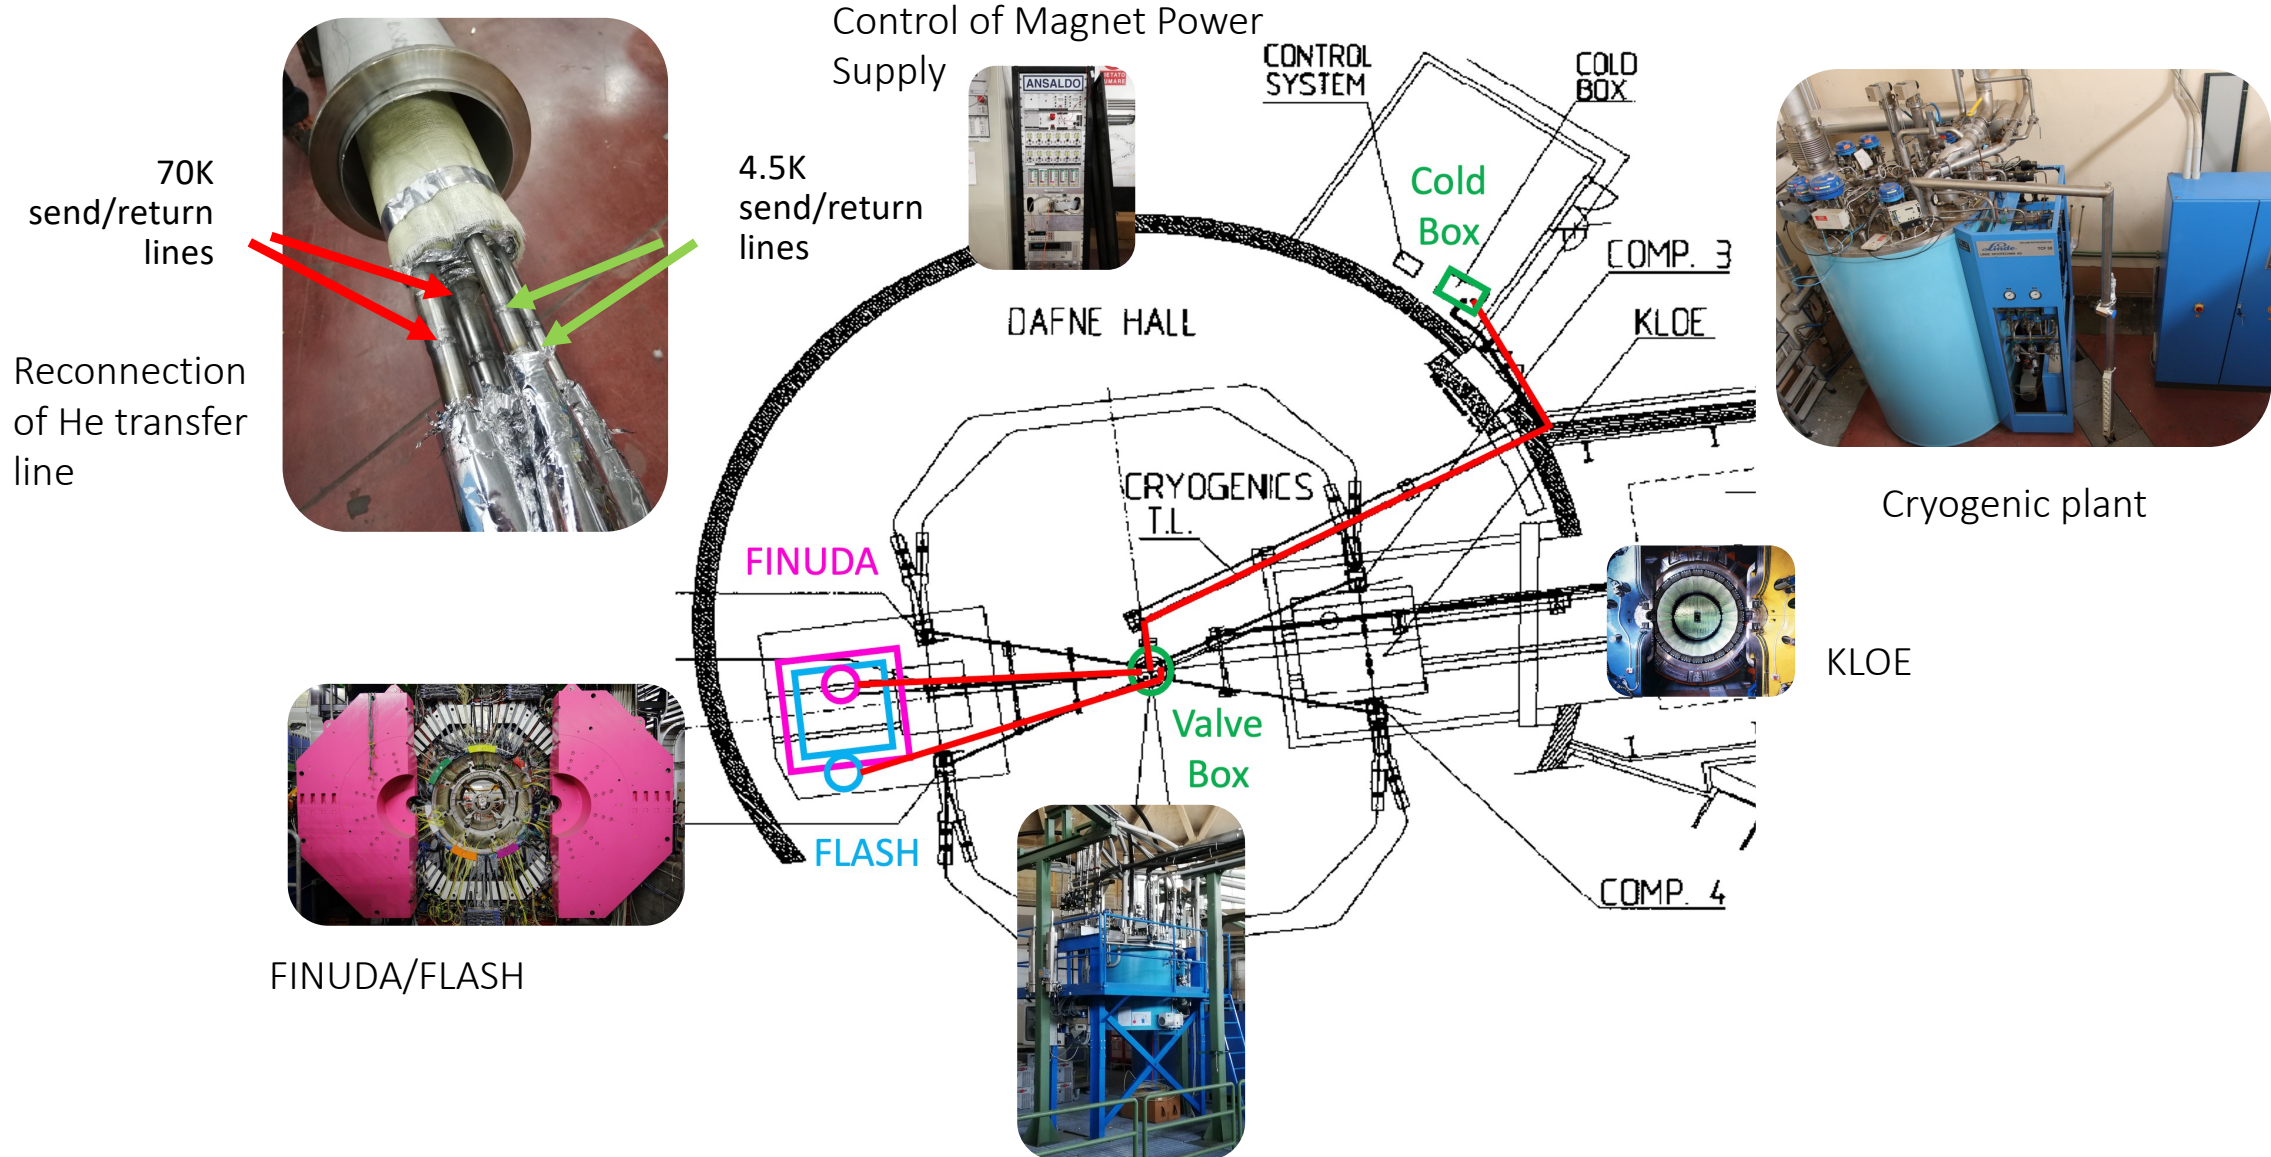 Control of Magnet Power
Supply
70K
send/return
lines
4.5K
send/return
lines
Reconnection
of He transfer
line
ANSALDO
CONTROL
SYSTEM
COLD
BOX
Cold
Box
COMP. 3
KLOE
DAFNE HALL
CRYOGENICS
T.L.
Linde
Cryogenic plant
FINUDA
KLOE
Valve
Box
FLASH
COMP. 4
FINUDA/FLASH